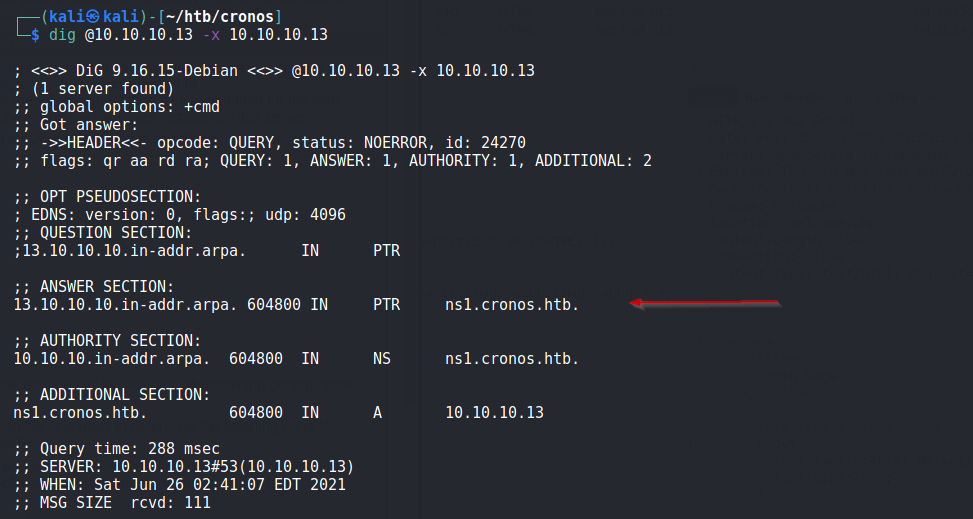 (kali㉿kali)-[~/htb/cronos]
$ dig @10.10.10.13 -x 10.10.10.13
; <<>> DiG 9.16.15-Debian <<>> @10.10.10.13 -x 10.10.10.13
; (1 server found)
;; global options: +cmd
;; Got answer:
;; ->>HEADER<<- opcode: QUERY, status: NOERROR, id: 24270
;; flags: qr aa rd ra; QUERY: 1, ANSWER: 1, AUTHORITY: 1, ADDITIONAL: 2
;; OPT PSEUDOSECTION:
; EDNS: version: 0, flags:; udp: 4096
;; QUESTION SECTION:
;13.10.10.10.in-addr.arpa. IN PTR
;; ANSWER SECTION:
13.10.10.10.in-addr.arpa. 604800 IN PTR ns1.cronos.htb.
;; AUTHORITY SECTION:
10.10.10.in-addr.arpa. 604800 IN NS ns1.cronos.htb.
;; ADDITIONAL SECTION:
ns1.cronos.htb. 604800 IN A 10.10.10.13
;; Query time: 288 msec
;; SERVER: 10.10.10.13#53(10.10.10.13)
;; WHEN: Sat Jun 26 02:41:07 EDT 2021
;; MSG SIZE rcvd: 111